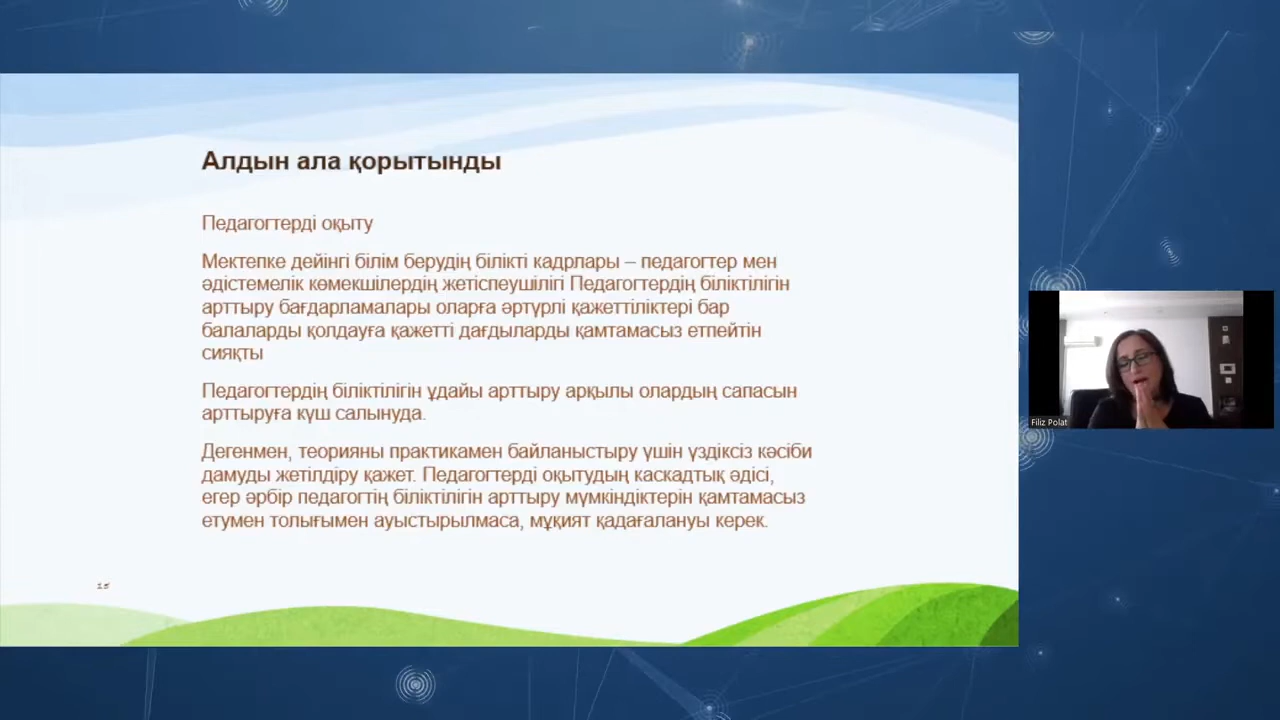 Алдын ала қорытынды
Педагогтерді оқыту
Мектепке дейінгі білім берудің білікті кадрлары – педагогтер мен
әдістемелік көмекшілердің жетіспеушілігі Педагогтердің біліктілігін
арттыру бағдарламалары оларға әртүрлі қажеттіліктері бар
балаларды қолдауға қажетті дағдыларды қамтамасыз етпейтін
сияқты
Педагогтердің біліктілігін ұдайы арттыру арқылы олардың сапасын
арттыруға күш салынуда.
Дегенмен, теорияны практикамен байланыстыру үшін үздіксіз кәсіби
дамуды жетілдіру қажет. Педагогтерді оқытудың каскадтық әдісі,
егер әрбір педагогтің біліктілігін арттыру мүмкіндіктерін қамтамасыз
етумен толығымен ауыстырылмаса, мұқият қадағалануы керек.
Filiz Polat